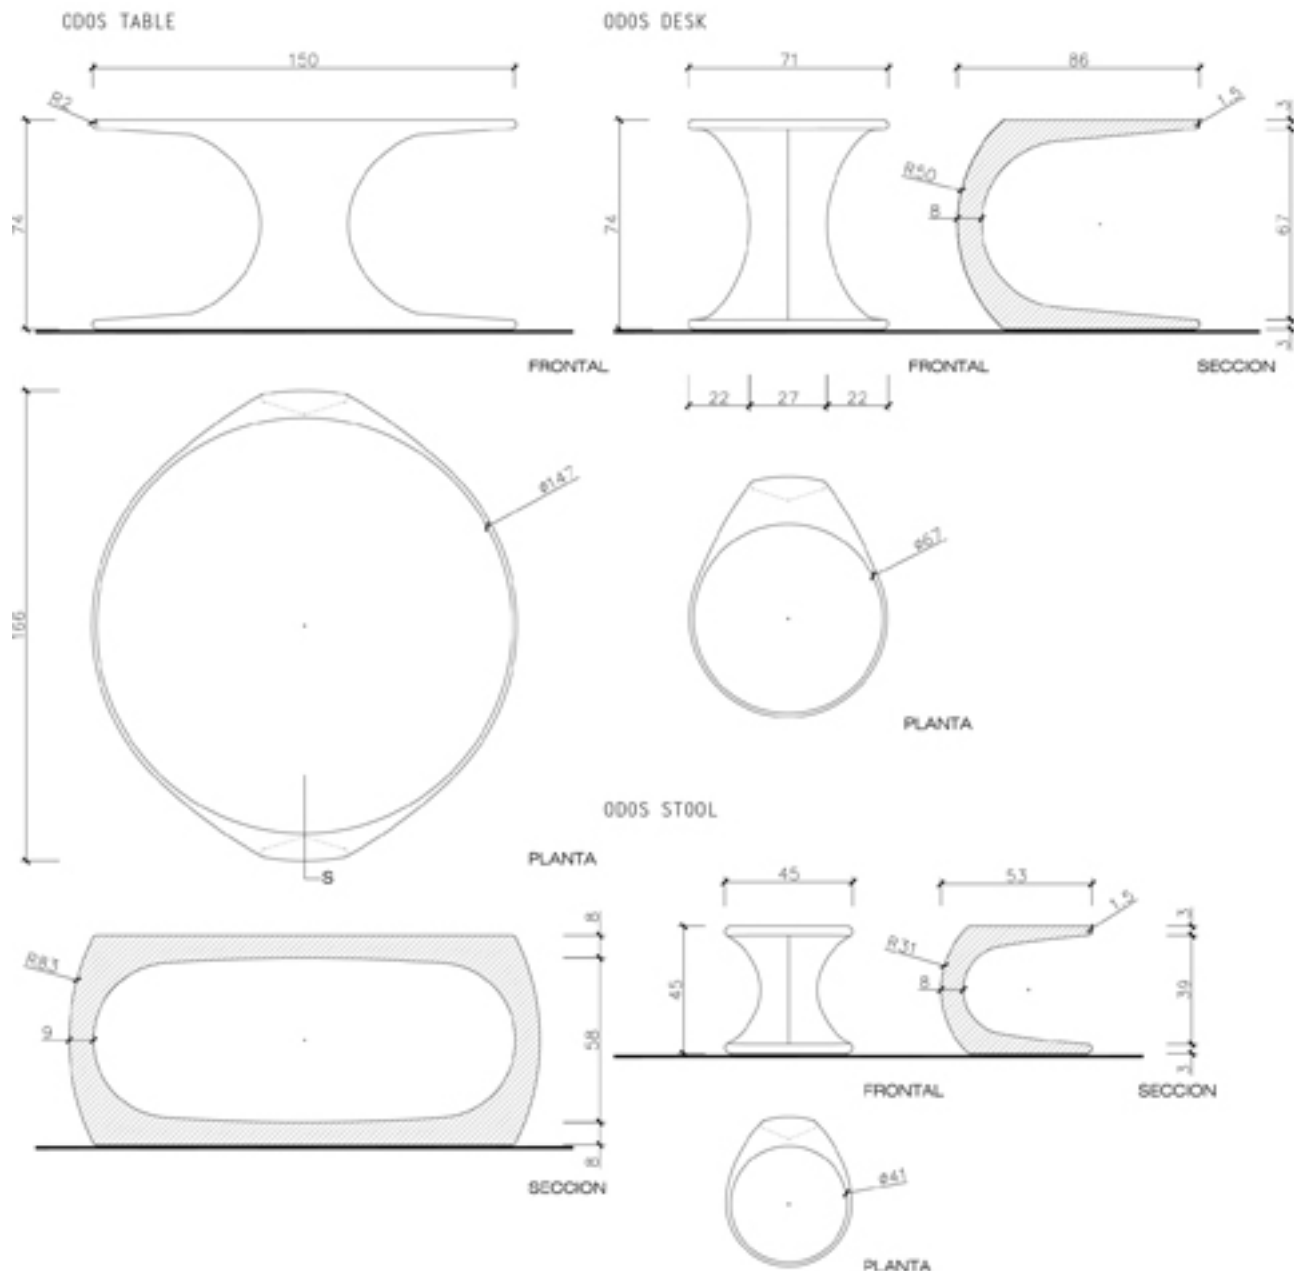 ODOS TABLE
150
R2
74
FRONTAL
166
ø147
S
PLANTA
R83
9
8
58
8
SECCION
ODOS DESK
71
74
FRONTAL
22 27 22
86
1.5
R50
8
3
67
3
SECCION
ø67
PLANTA
ODOS STOOL
45
45
FRONTAL
53
1.5
R31
8
3
39
3
SECCION
ø41
PLANTA